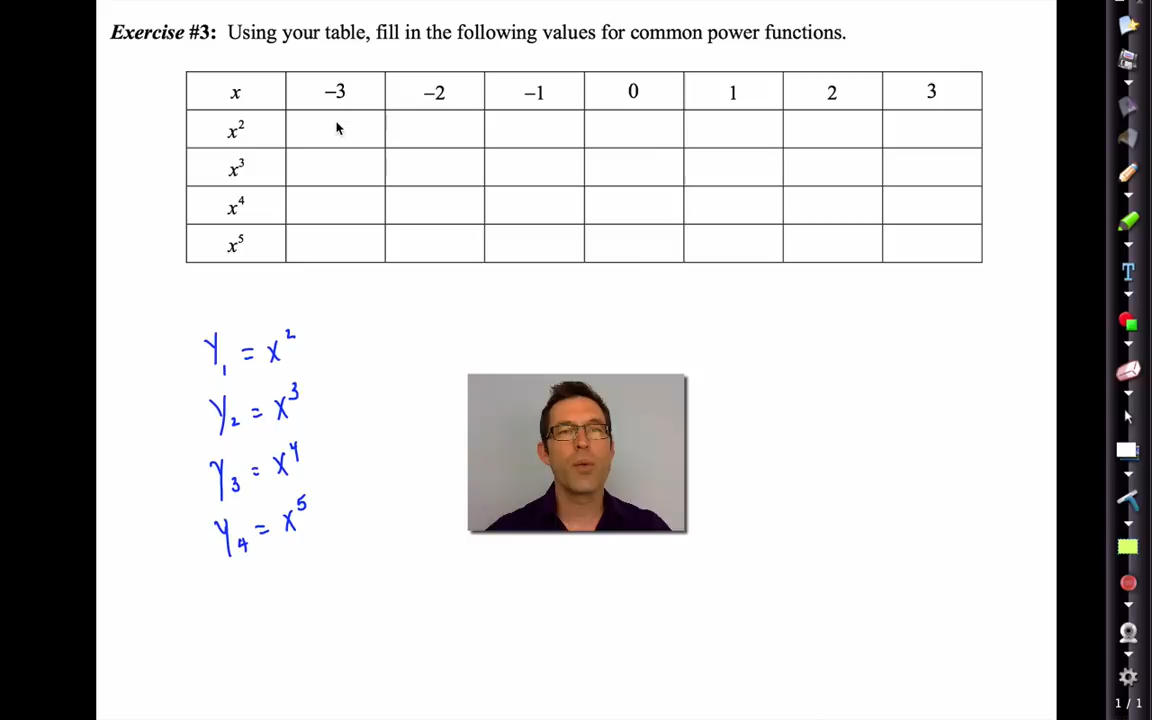 Exercise #3: Using your table, fill in the following values for common power functions.
x –3 –2 –1 0 1 2 3
x²
x³
x⁴
x⁵
Y₁ = x²
Y₂ = x³
Y₃ = x⁴
Y₄ = x⁵
T
1 / 1